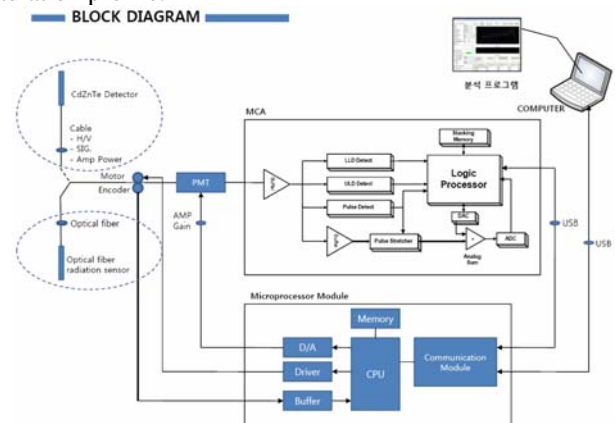 BLOCK DIAGRAM
CdZnTe Detector
Cable
- H/V
- SIG.
- Amp Power
Motor
Encoder
Optical fiber
Optical fiber
radiation sensor
PMT
AMP
Gain
MCA
LLD Detect
ULD Detect
Pulse Detect
Pulse Stretcher
Stacking
Memory
Logic
Processor
DAC
ADC
Analog
Sum
분석 프로그램
COMPUTER
USB
USB
Microprocessor Module
Memory
D/A
Driver
Buffer
CPU
Communication
Module